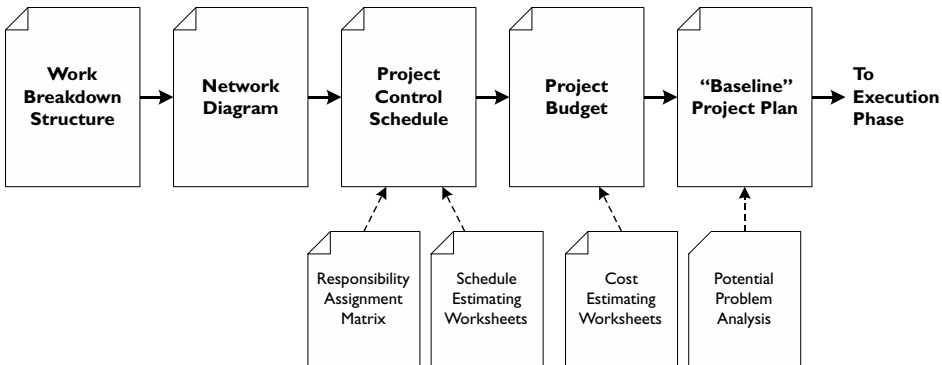 Work
Breakdown
Structure
Network
Diagram
Project
Control
Schedule
Project
Budget
“Baseline”
Project Plan
To
Execution
Phase
Responsibility
Assignment
Matrix
Schedule
Estimating
Worksheets
Cost
Estimating
Worksheets
Potential
Problem
Analysis